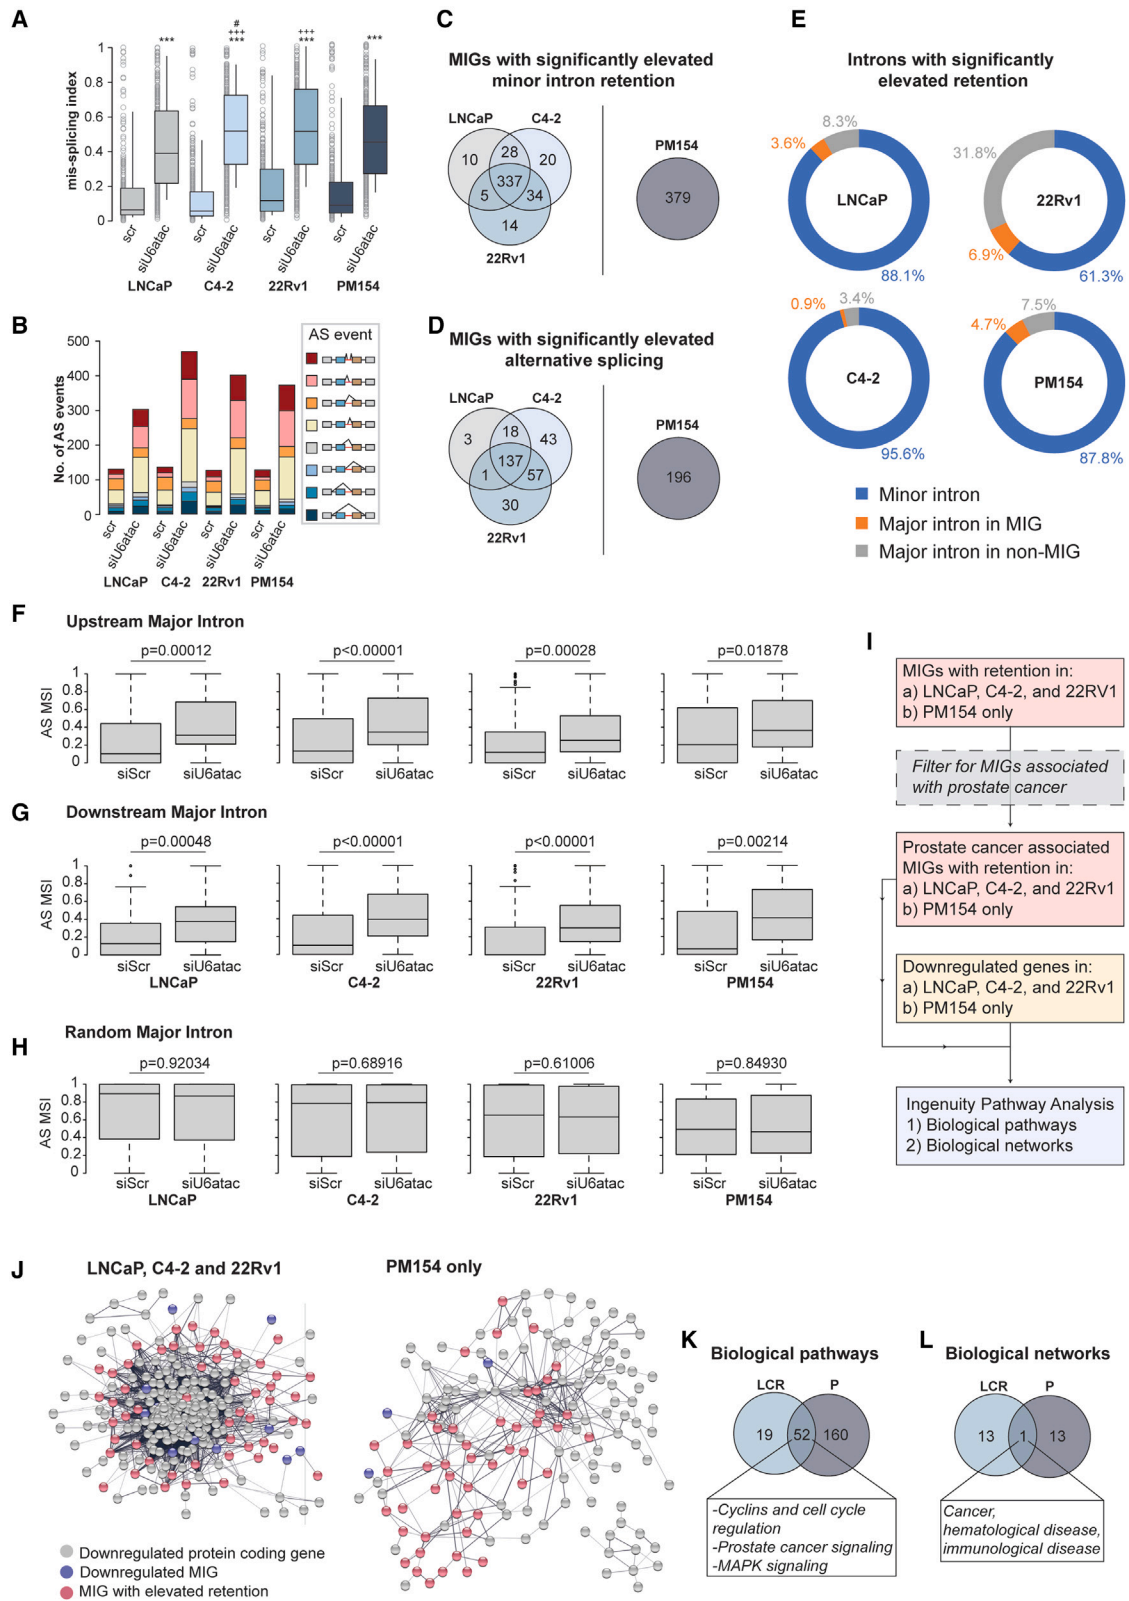 A
mis-splicing index
1
0.8
0.6
0.4
0.2
0
***
#
+++
***
+++
***
***
scr
siU6atac
scr
siU6atac
scr
siU6atac
scr
siU6atac
LNCaP
C4-2
22Rv1
PM154
B
No. of AS events
500
400
300
200
100
0
scr
siU6atac
scr
siU6atac
scr
siU6atac
scr
siU6atac
LNCaP
C4-2
22Rv1
PM154
AS event
C
MIGs with significantly elevated
minor intron retention
LNCaP
C4-2
10
28
20
337
5
34
14
22Rv1
PM154
379
D
MIGs with significantly elevated
alternative splicing
LNCaP
C4-2
3
18
43
137
1
57
30
22Rv1
PM154
196
E
Introns with significantly
elevated retention
8.3%
3.6%
LNCaP
88.1%
31.8%
22Rv1
6.9%
61.3%
0.9%
3.4%
C4-2
95.6%
7.5%
4.7%
PM154
87.8%
Minor intron
Major intron in MIG
Major intron in non-MIG
F
Upstream Major Intron
p=0.00012
p<0.00001
p=0.00028
p=0.01878
AS MSI
1
0.8
0.6
0.4
0.2
0
siScr
siU6atac
siScr
siU6atac
siScr
siU6atac
siScr
siU6atac
G
Downstream Major Intron
p=0.00048
p<0.00001
p<0.00001
p=0.00214
AS MSI
1
0.8
0.6
0.4
0.2
0
siScr
siU6atac
siScr
siU6atac
siScr
siU6atac
siScr
siU6atac
LNCaP
C4-2
22Rv1
PM154
H
Random Major Intron
p=0.92034
p=0.68916
p=0.61006
p=0.84930
AS MSI
1
0.8
0.6
0.4
0.2
0
siScr
siU6atac
siScr
siU6atac
siScr
siU6atac
siScr
siU6atac
LNCaP
C4-2
22Rv1
PM154
I
MIGs with retention in:
a) LNCaP, C4-2, and 22RV1
b) PM154 only
Filter for MIGs associated
with prostate cancer
Prostate cancer associated
MIGs with retention in:
a) LNCaP, C4-2, and 22Rv1
b) PM154 only
Downregulated genes in:
a) LNCaP, C4-2, and 22Rv1
b) PM154 only
Ingenuity Pathway Analysis
1) Biological pathways
2) Biological networks
J
LNCaP, C4-2 and 22Rv1
PM154 only
Downregulated protein coding gene
Downregulated MIG
MIG with elevated retention
K
Biological pathways
LCR
P
19
52
160
-Cyclins and cell cycle
regulation
-Prostate cancer signaling
-MAPK signaling
L
Biological networks
LCR
P
13
1
13
Cancer,
hematological disease,
immunological disease